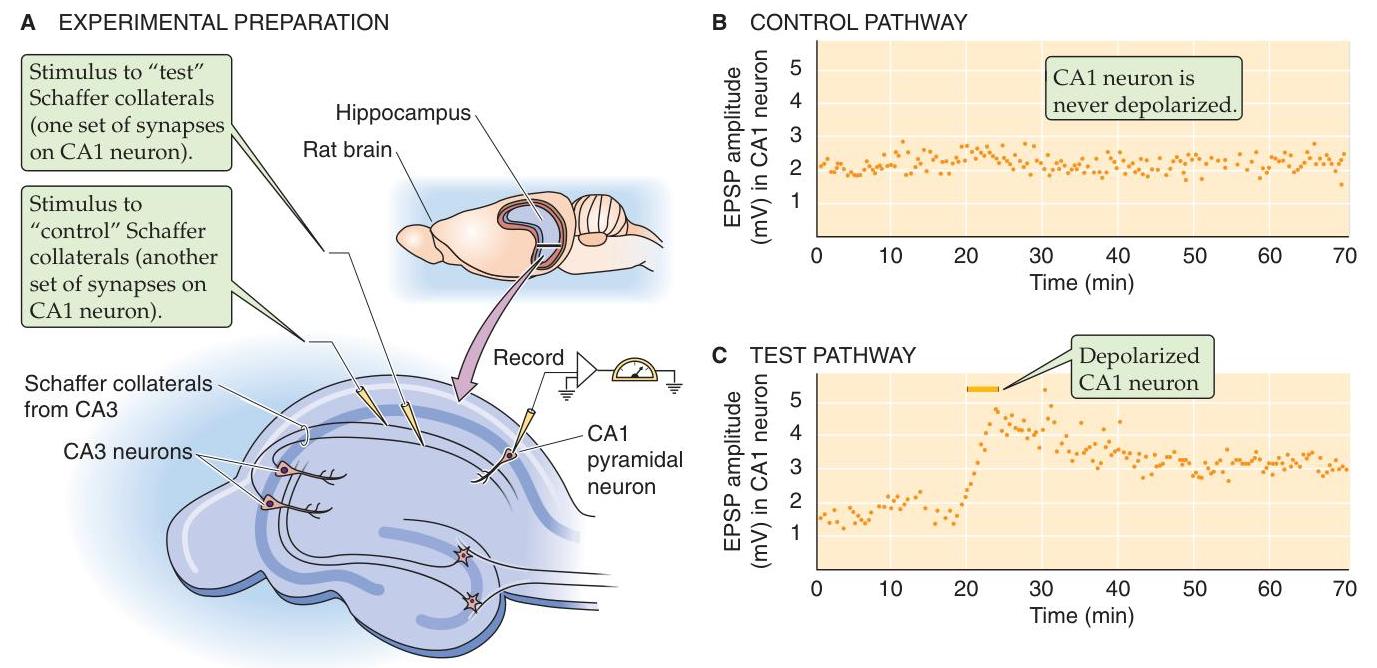 A EXPERIMENTAL PREPARATION
Stimulus to “test”
Schaffer collaterals
(one set of synapses
on CA1 neuron).
Stimulus to
“control” Schaffer
collaterals (another
set of synapses on
CA1 neuron).
Hippocampus
Rat brain
Record
Schaffer collaterals
from CA3
CA3 neurons
CA1
pyramidal
neuron
B CONTROL PATHWAY
EPSP amplitude
(mV) in CA1 neuron
5
4
3
2
1
CA1 neuron is
never depolarized.
0 10 20 30 40 50 60 70
Time (min)
C TEST PATHWAY
EPSP amplitude
(mV) in CA1 neuron
5
4
3
2
1
Depolarized
CA1 neuron
0 10 20 30 40 50 60 70
Time (min)